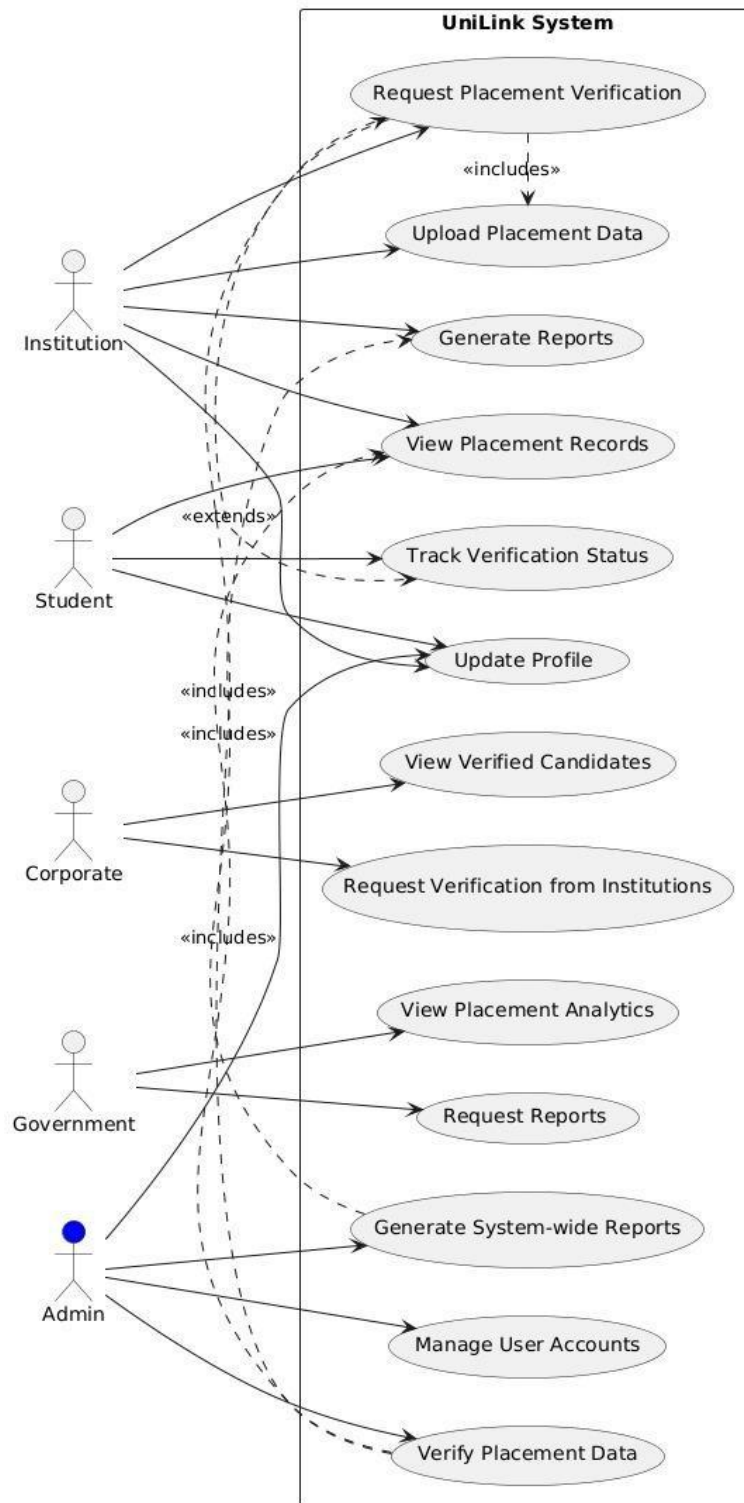 UniLink System
Request Placement Verification
«includes»
Upload Placement Data
Institution
Generate Reports
View Placement Records
«extends»
Student
Track Verification Status
Update Profile
«includes»
«includes»
View Verified Candidates
Corporate
Request Verification from Institutions
«includes»
View Placement Analytics
Government
Request Reports
Generate System-wide Reports
Admin
Manage User Accounts
Verify Placement Data